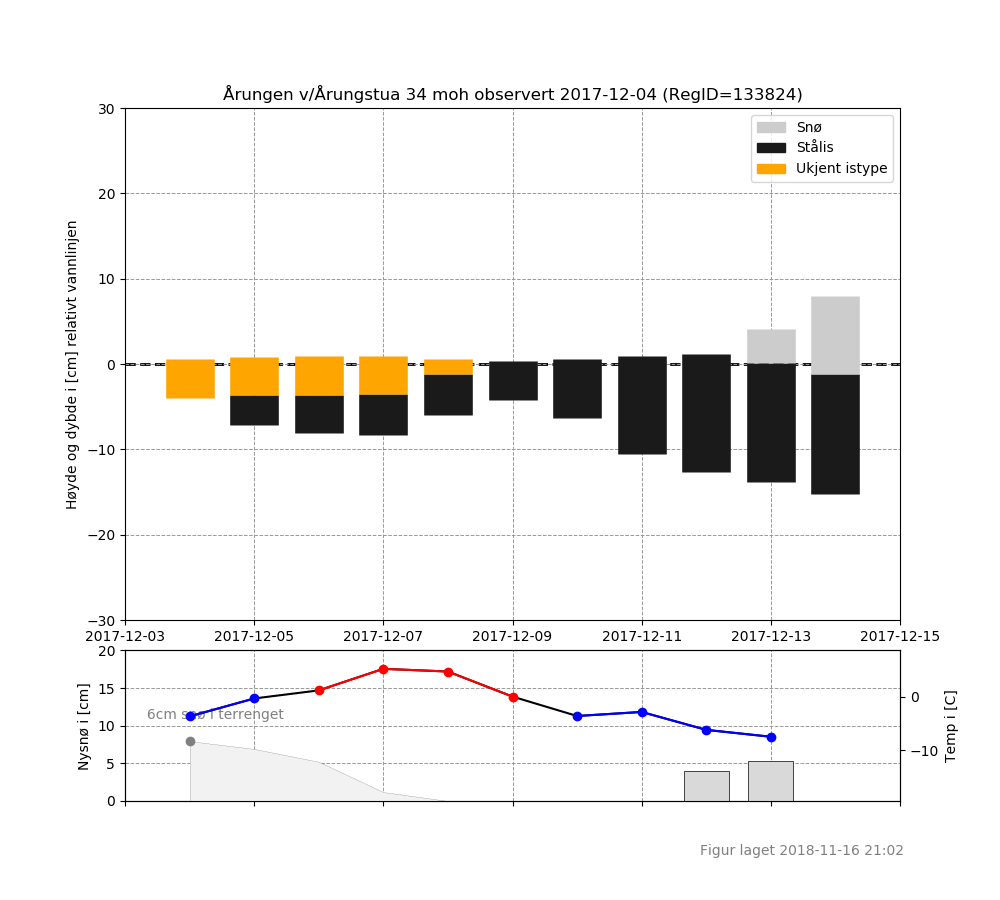 Årungen v/Årungstua 34 moh observert 2017-12-04 (RegID=133824)
30
20
10
0
−10
−20
−30
Høyde og dybde i [cm] relativt vannlinjen
Snø
Stålis
Ukjent istype
2017-12-03 2017-12-05 2017-12-07 2017-12-09 2017-12-11 2017-12-13 2017-12-15
20
15
10
5
0
Nysnø i [cm]
6cm snø i terrenget
0
−10
Temp i [C]
Figur laget 2018-11-16 21:02